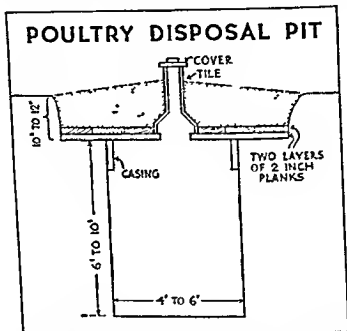 POULTRY DISPOSAL PIT
COVER
TILE
10" TO 12"
TWO LAYERS
OF 2 INCH
PLANKS
CASING
6' TO 10'
4' TO 6'